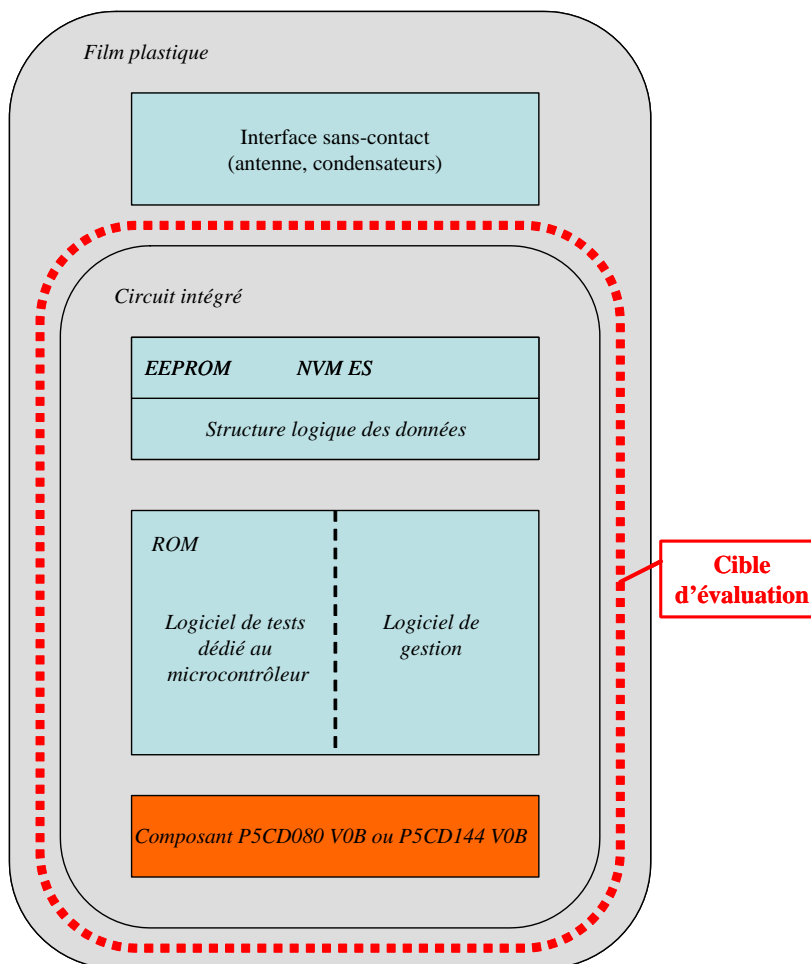 Film plastique
Interface sans-contact
(antenne, condensateurs)
Circuit intégré
EEPROM NVM ES
Structure logique des données
ROM
Logiciel de tests
dédié au
microcontrôleur
Logiciel de
gestion
Cible
d'évaluation
Composant P5CD080 V0B ou P5CD144 V0B